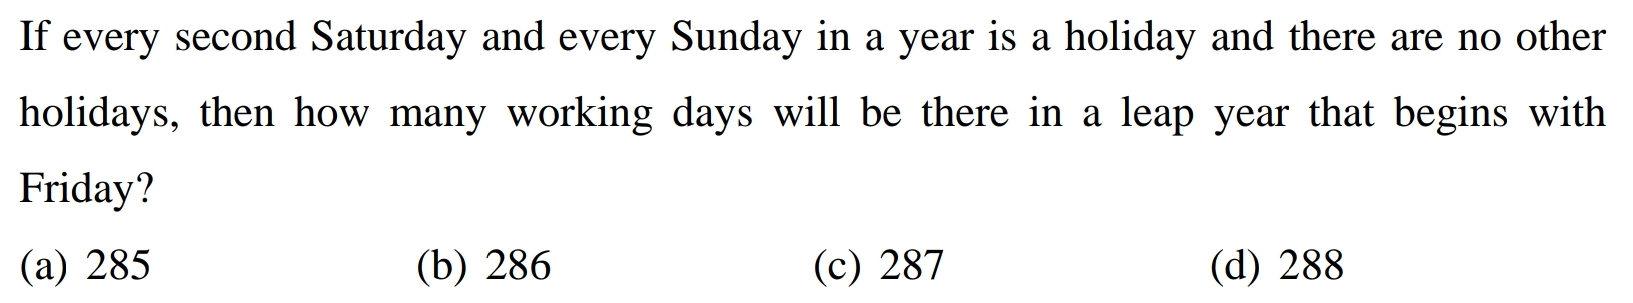 If every second Saturday and every Sunday in a year is a holiday and there are no other
holidays, then how many working days will be there in a leap year that begins with
Friday?
(a) 285 (b) 286 (c) 287 (d) 288